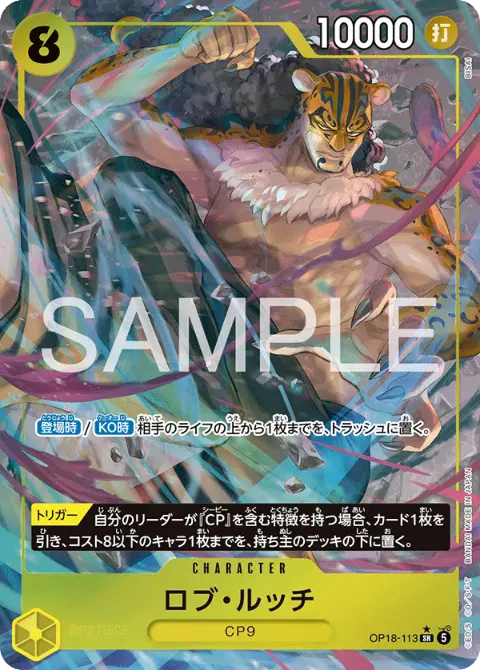 8
10000
打
BISAI
SAMPLE
登場時 / KO時 相手のライフの上から1枚までを、トラッシュに置く。
トリガー 自分のリーダーが『CP』を含む特徴を持つ場合、カード1枚を
引き、コスト8以下のキャラ1枚までを、持ち主のデッキの下に置く。
CHARACTER
ロブ・ルッチ
CP9
OP18-113 SR 5
BANDAI MADE IN JAPAN